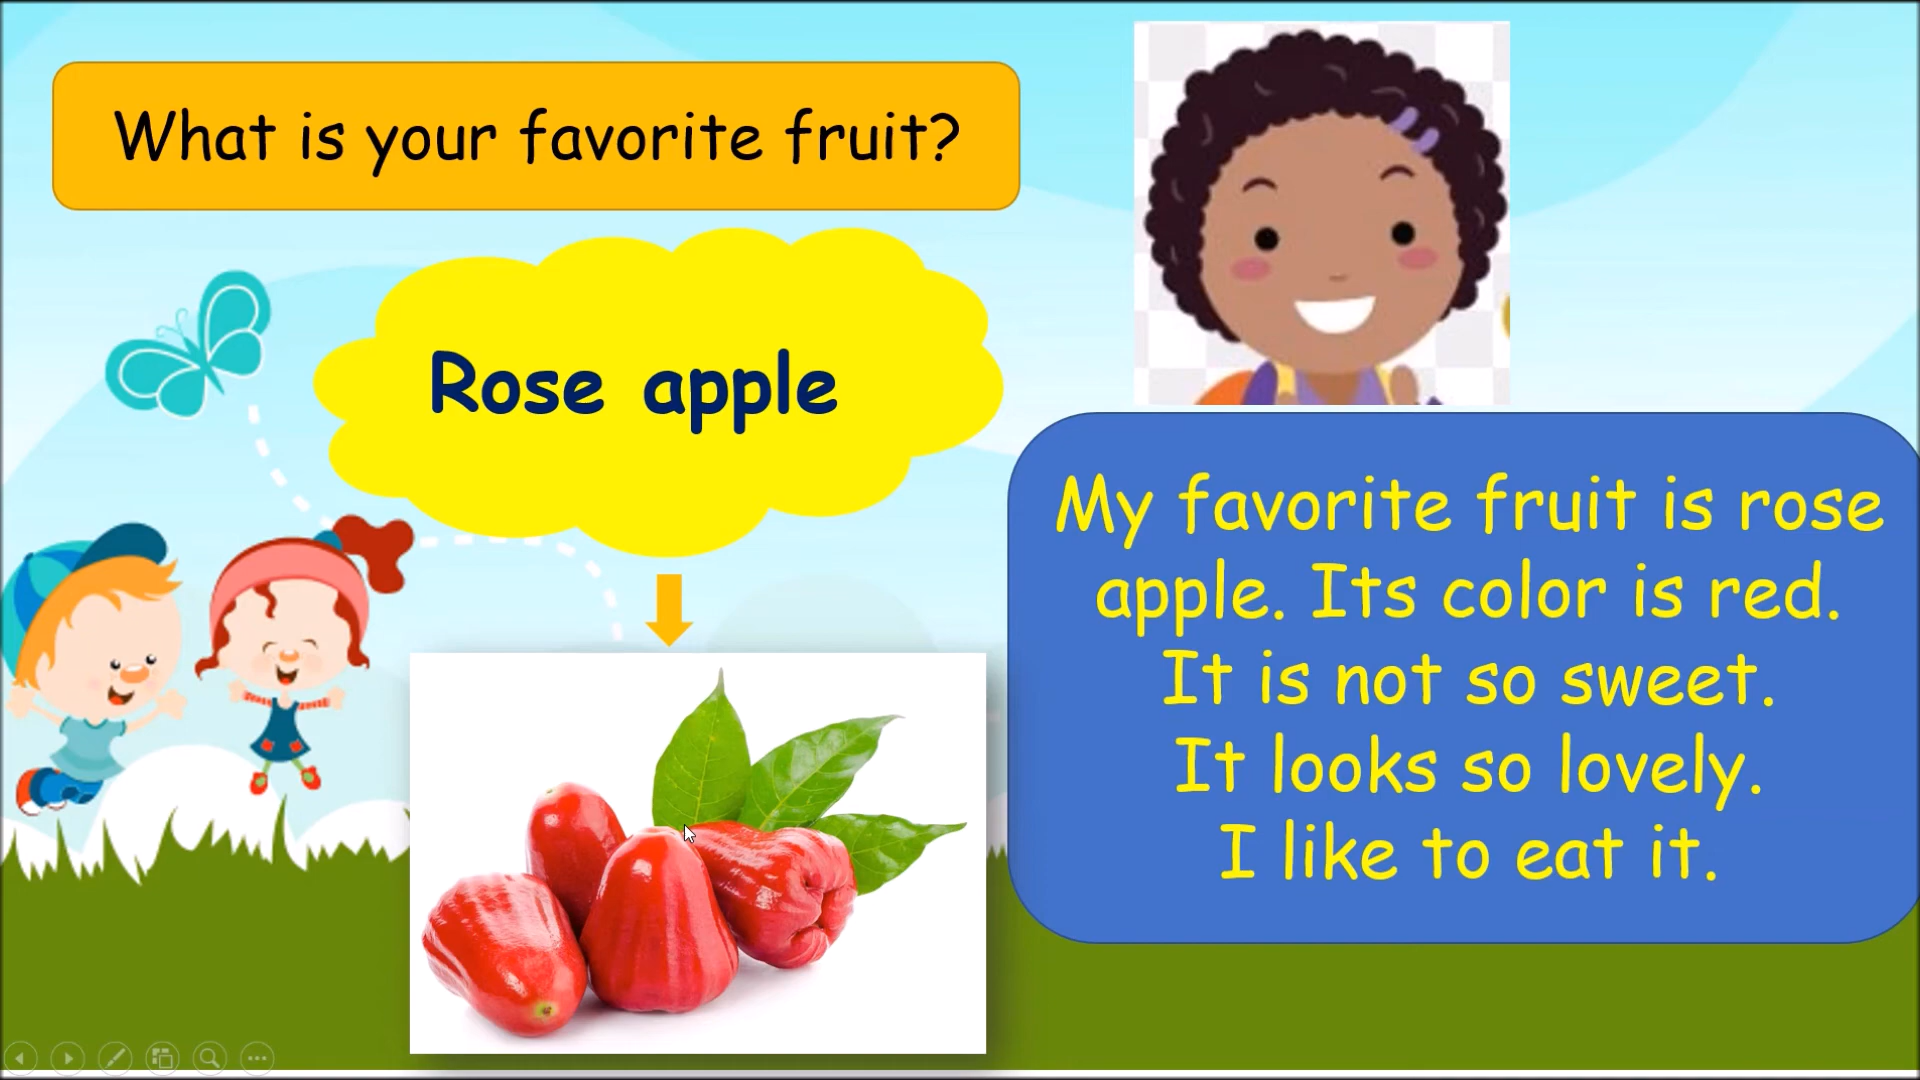 What is your favorite fruit?
Rose apple
My favorite fruit is rose
apple. Its color is red.
It is not so sweet.
It looks so lovely.
I like to eat it.